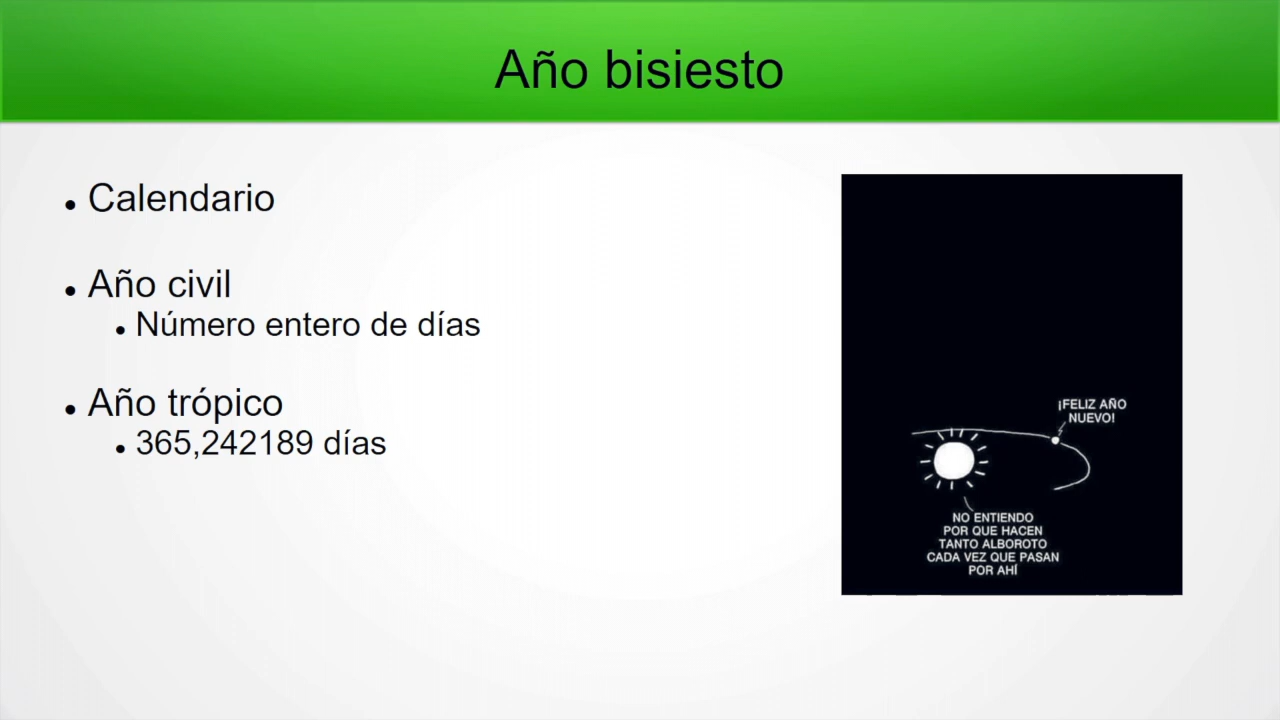 Año bisiesto
Calendario
Año civil
Número entero de días
Año trópico
365,242189 días
¡FELIZ AÑO
NUEVO!
NO ENTIENDO
POR QUE HACEN
TANTO ALBOROTO
CADA VEZ QUE PASAN
POR AHÍ